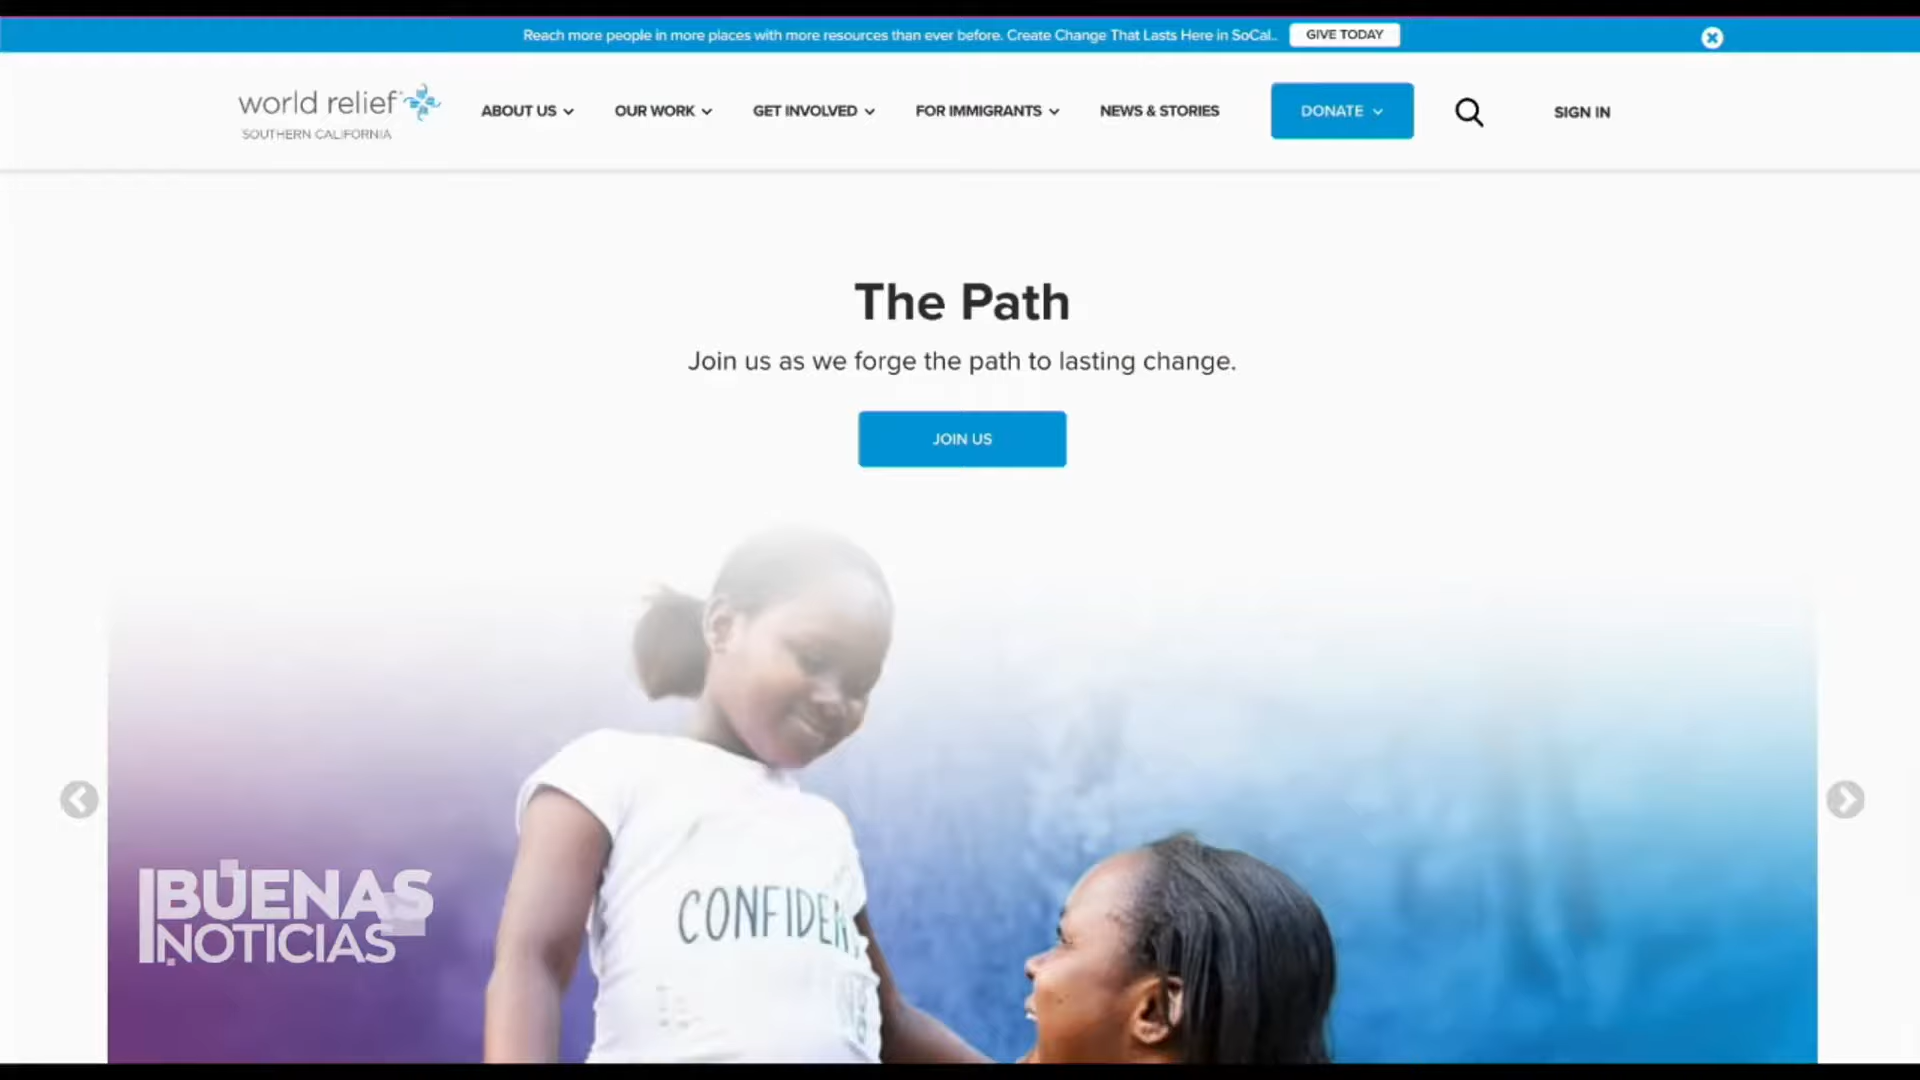 Reach more people in more places with more resources than ever before. Create Change That Lasts Here in SoCal.. GIVE TODAY
world relief
SOUTHERN CALIFORNIA
ABOUT US OUR WORK GET INVOLVED FOR IMMIGRANTS NEWS & STORIES DONATE SIGN IN
The Path
Join us as we forge the path to lasting change.
JOIN US
CONFIDEN
BUENAS
NOTICIAS